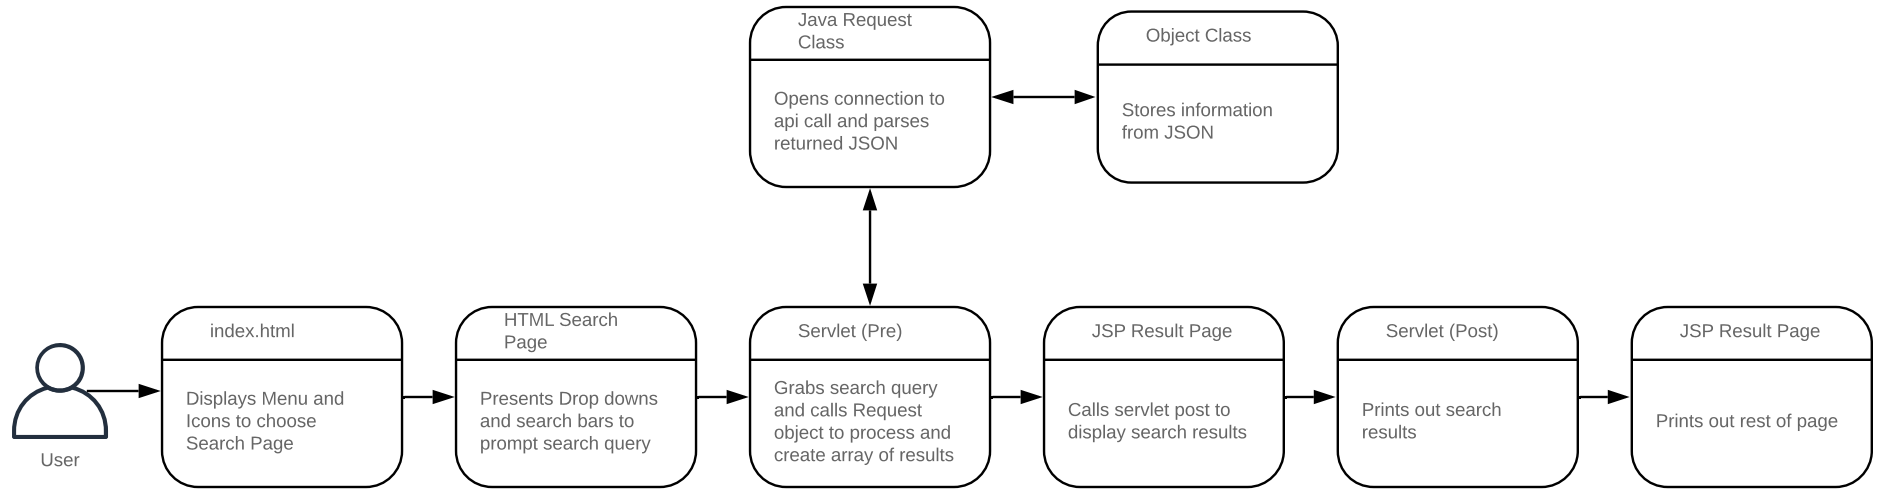 Java Request
Class
Opens connection to
api call and parses
returned JSON
Object Class
Stores information
from JSON
User
index.html
Displays Menu and
Icons to choose
Search Page
HTML Search
Page
Presents Drop downs
and search bars to
prompt search query
Servlet (Pre)
Grabs search query
and calls Request
object to process and
create array of results
JSP Result Page
Calls servlet post to
display search results
Servlet (Post)
Prints out search
results
JSP Result Page
Prints out rest of page